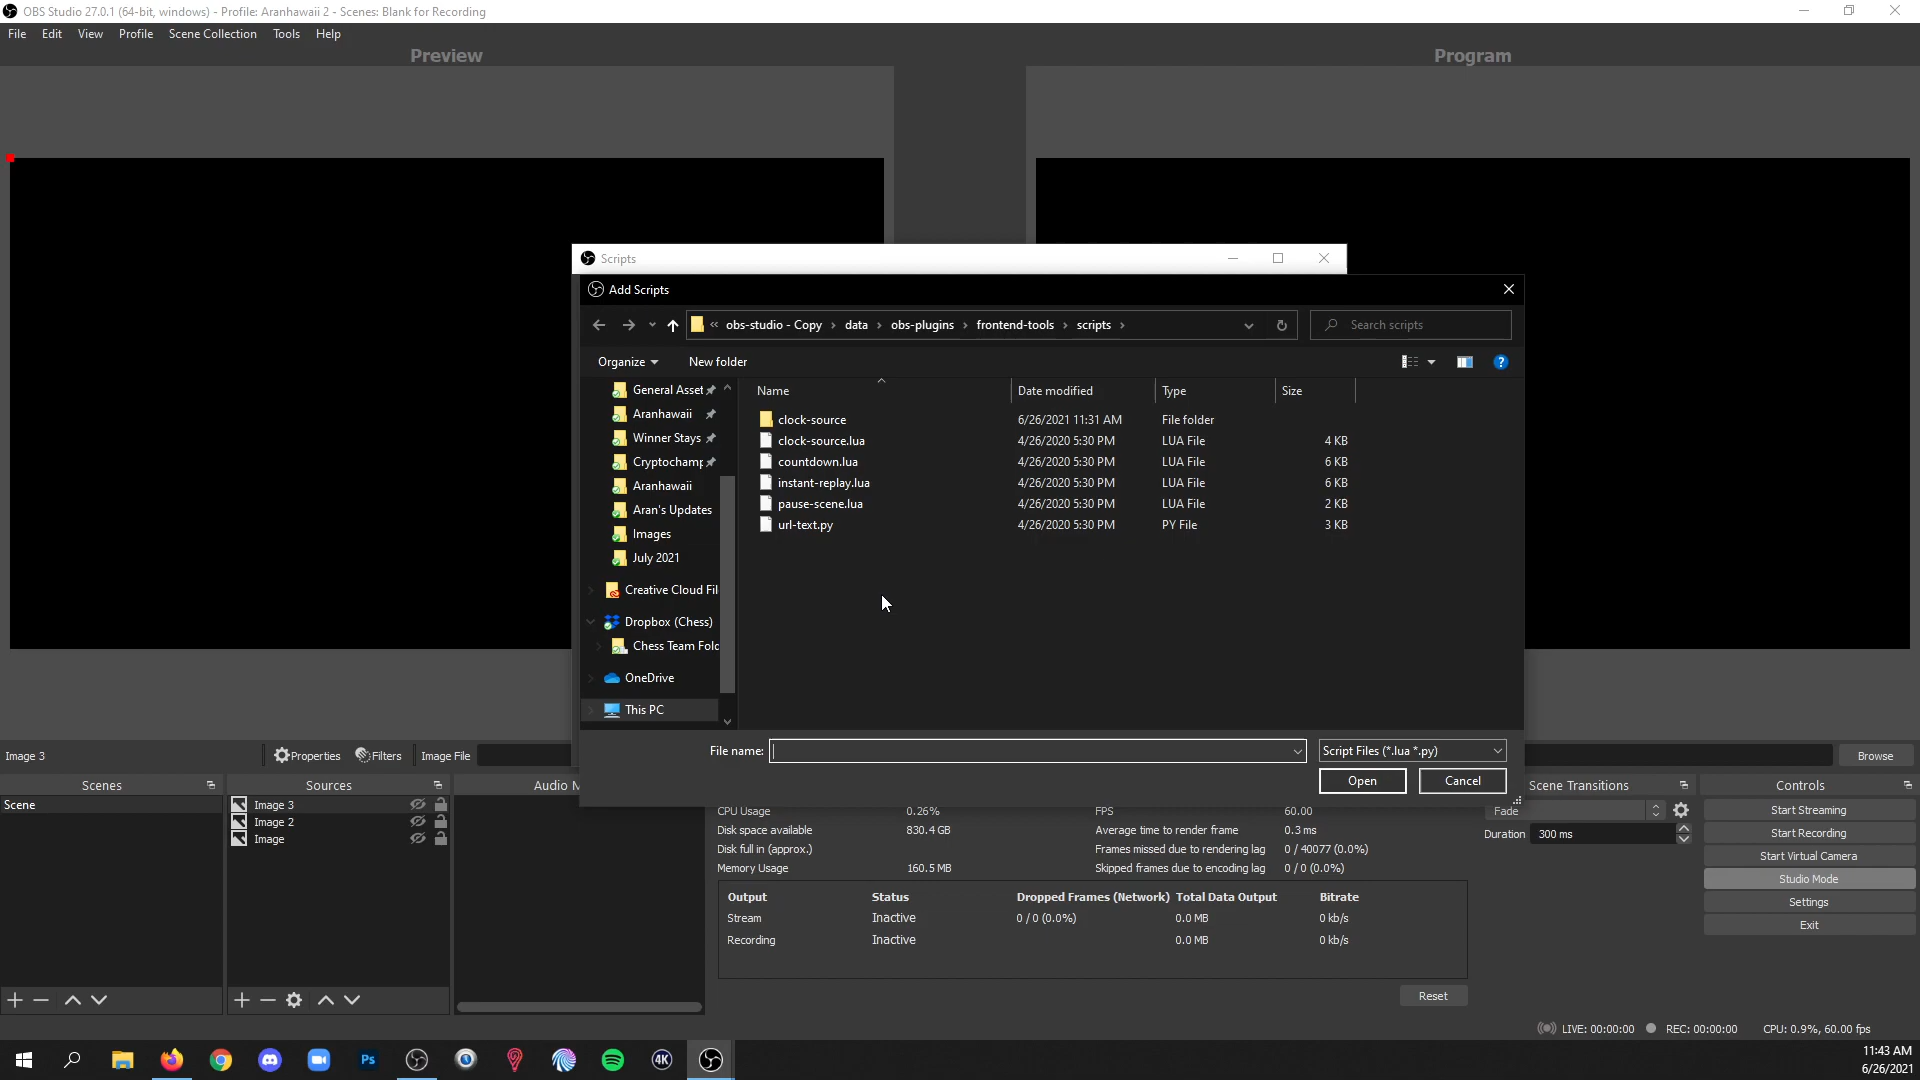 OBS Studio 27.0.1 (64-bit, windows) - Profile: Aranhawaii 2 - Scenes: Blank for Recording
File Edit View Profile Scene Collection Tools Help
Preview
Program
Scripts
Add Scripts
« obs-studio - Copy › data › obs-plugins › frontend-tools › scripts ›
Search scripts
Organize
New folder
General Asset
Aranhawaii
Winner Stays
Cryptocham
Aranhawaii
Aran's Updates
Images
July 2021
Creative Cloud Fil
Dropbox (Chess)
Chess Team Fold
OneDrive
This PC
Name Date modified Type Size
clock-source 6/26/2021 11:31 AM File folder
clock-source.lua 4/26/2020 5:30 PM LUA File 4 KB
countdown.lua 4/26/2020 5:30 PM LUA File 6 KB
instant-replay.lua 4/26/2020 5:30 PM LUA File 6 KB
pause-scene.lua 4/26/2020 5:30 PM LUA File 2 KB
url-text.py 4/26/2020 5:30 PM PY File 3 KB
File name:
Script Files (*.lua *.py)
Open Cancel
Image 3
Properties
Filters
Image File
Browse
Scenes
Scene
Sources
Image 3
Image 2
Image
Audio M
CPU Usage 0.26%
Disk space available 830.4 GB
Disk full in (approx.)
Memory Usage 160.5 MB
FPS 60.00
Average time to render frame 0.3 ms
Frames missed due to rendering lag 0 / 40077 (0.0%)
Skipped frames due to encoding lag 0 / 0 (0.0%)
Output Status Dropped Frames (Network) Total Data Output Bitrate
Stream Inactive 0 / 0 (0.0%) 0.0 MB 0 kb/s
Recording Inactive 0.0 MB 0 kb/s
Reset
Scene Transitions
Fade
Duration 300 ms
Controls
Start Streaming
Start Recording
Start Virtual Camera
Studio Mode
Settings
Exit
LIVE: 00:00:00 REC: 00:00:00 CPU: 0.9%, 60.00 fps
Ps
4K
11:43 AM
6/26/2021